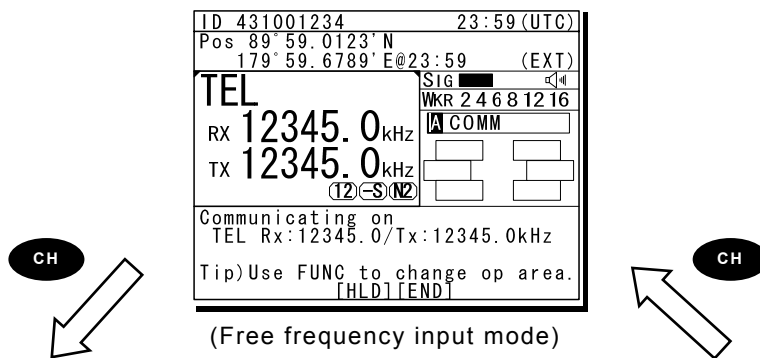 ID 431001234 23:59(UTC)
Pos 89°59.0123'N
179°59.6789'E@23:59 (EXT)
TEL
SIG
WKR 2 4 6 8 12 16
RX 12345.0kHz
A COMM
TX 12345.0kHz
12 -S N2
Communicating on
TEL Rx:12345.0/Tx:12345.0kHz
CH
CH
Tip)Use FUNC to change op area.
[HLD][END]
(Free frequency input mode)